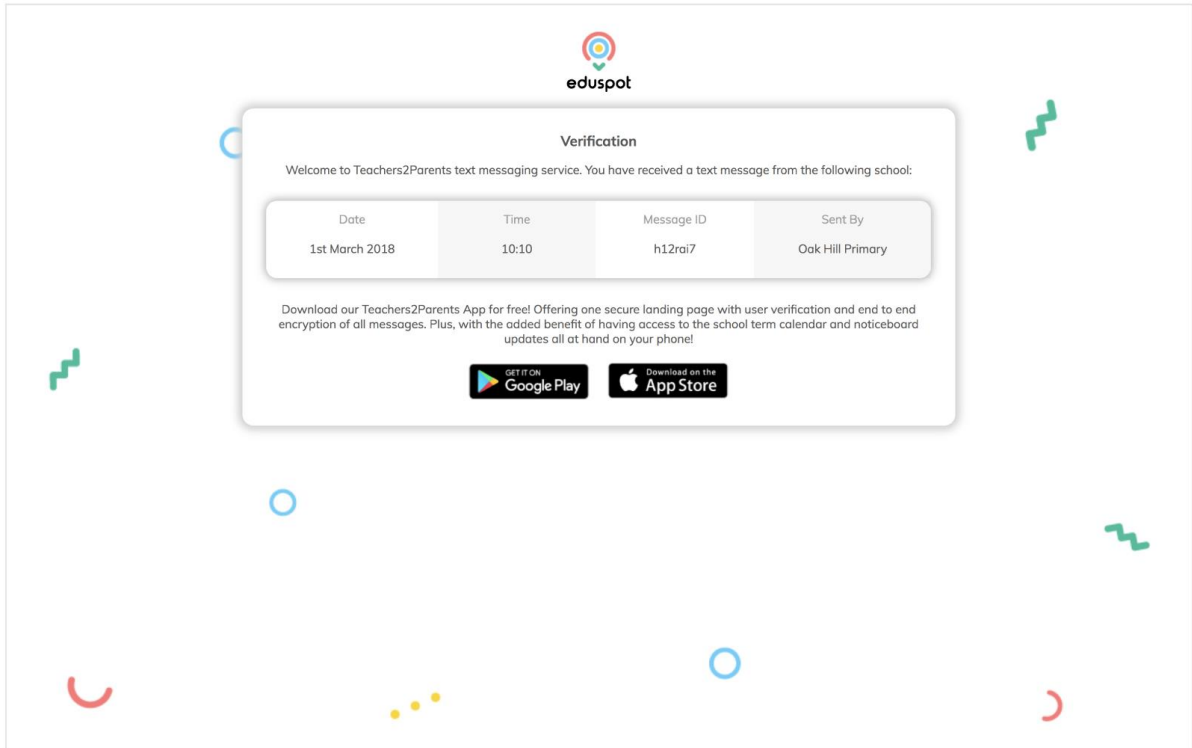 eduspot
Verification
Welcome to Teachers2Parents text messaging service. You have received a text message from the following school:
Date Time Message ID Sent By
1st March 2018 10:10 h12rai7 Oak Hill Primary
Download our Teachers2Parents App for free! Offering one secure landing page with user verification and end to end
encryption of all messages. Plus, with the added benefit of having access to the school term calendar and noticeboard
updates all at hand on your phone!
GET IT ON Download on the
Google Play App Store